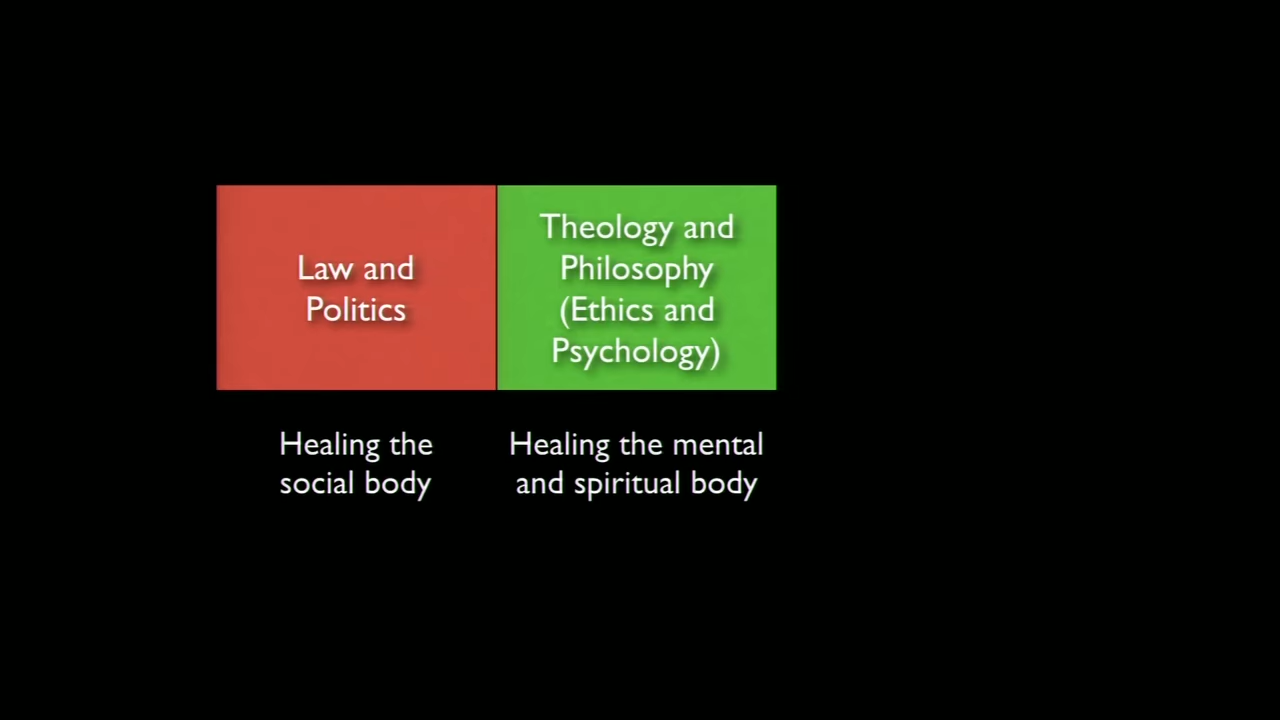 Law and
Politics
Theology and
Philosophy
(Ethics and
Psychology)
Healing the
social body
Healing the mental
and spiritual body